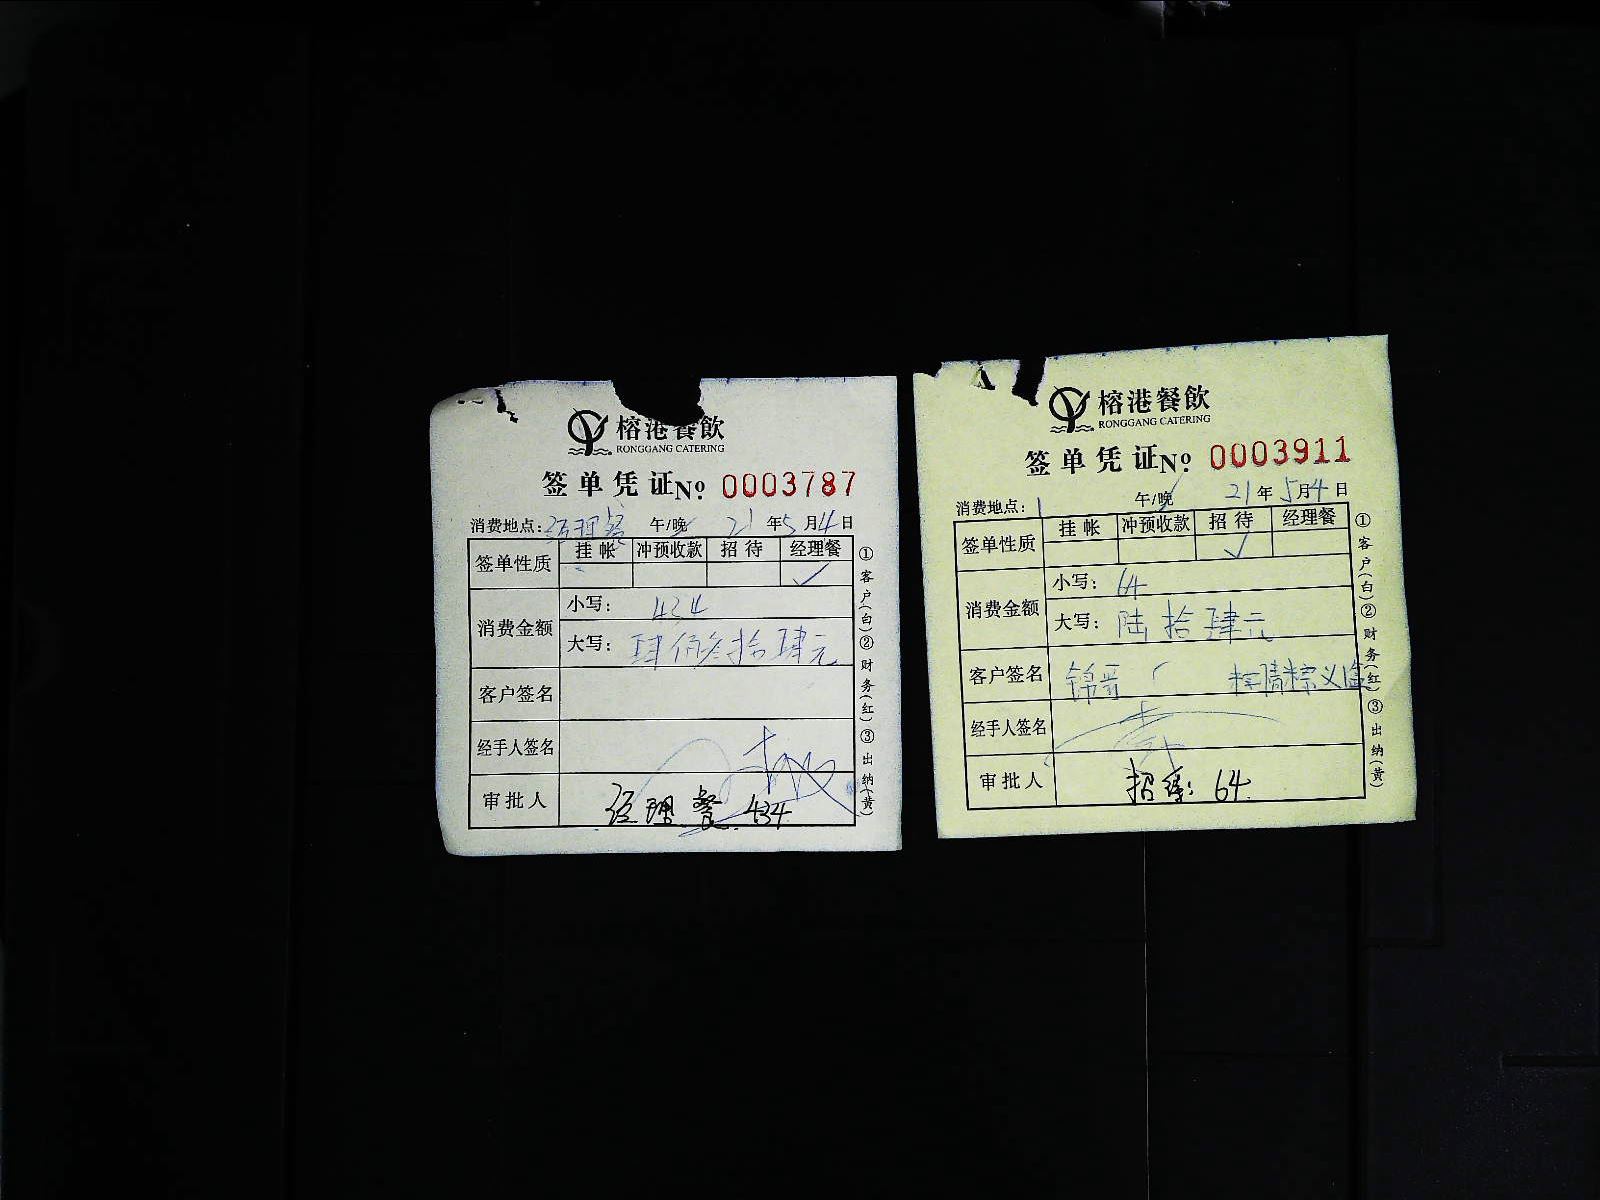 榕港餐飲
RONGGANG CATERING
签单凭证 No. 0003787
消费地点: 经理餐 午/晚 21年5月4日
签单性质 挂帐 冲预收款 招待 经理餐
✓
消费金额 小写: 434
大写: 肆佰叁拾肆元
客户签名
经手人签名
审批人 经理餐 434
①客户(白)②财务(红)③出纳(黄)
榕港餐飲
RONGGANG CATERING
签单凭证 No. 0003911
消费地点: 午/晚 21年5月4日
签单性质 挂帐 冲预收款 招待 经理餐
✓
消费金额 小写: 64
大写: 陆拾肆元
客户签名 锦哥
经手人签名
审批人 招待: 64
①客户(白)②财务(红)③出纳(黄)